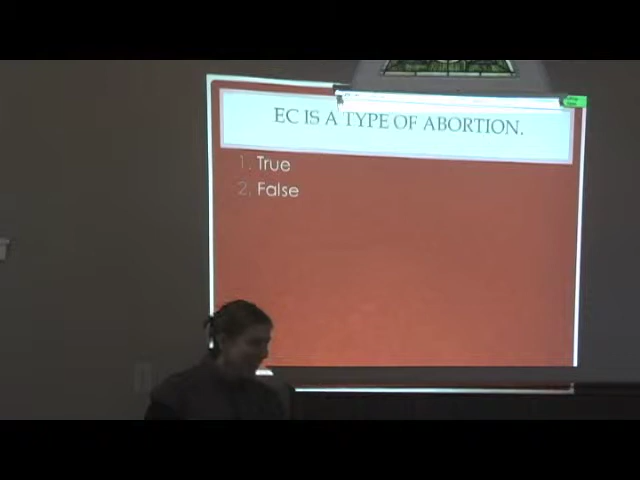 EC IS A TYPE OF ABORTION.
1. True
2. False